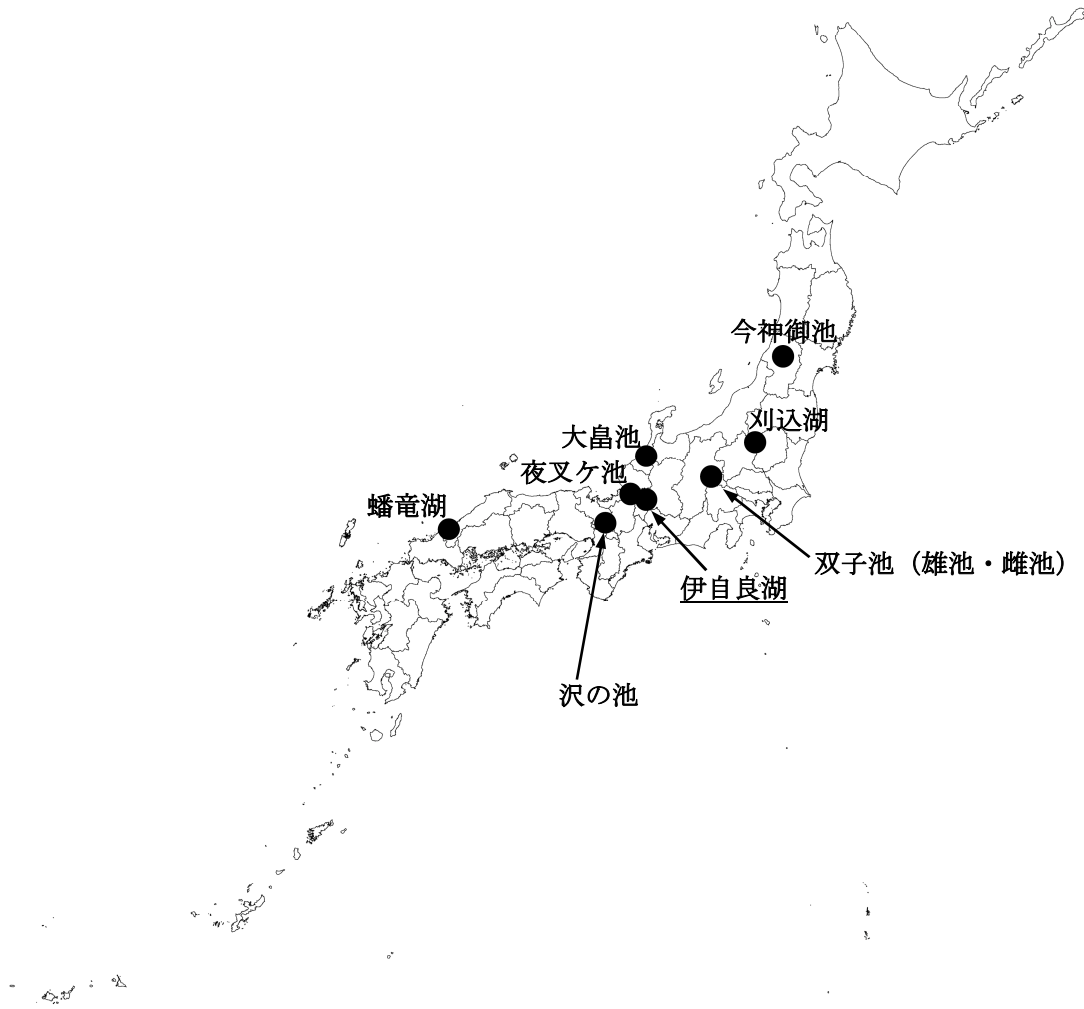 今神御池
刈込湖
大畠池
夜叉ケ池
蟠竜湖
双子池（雄池・雌池）
伊自良湖
沢の池